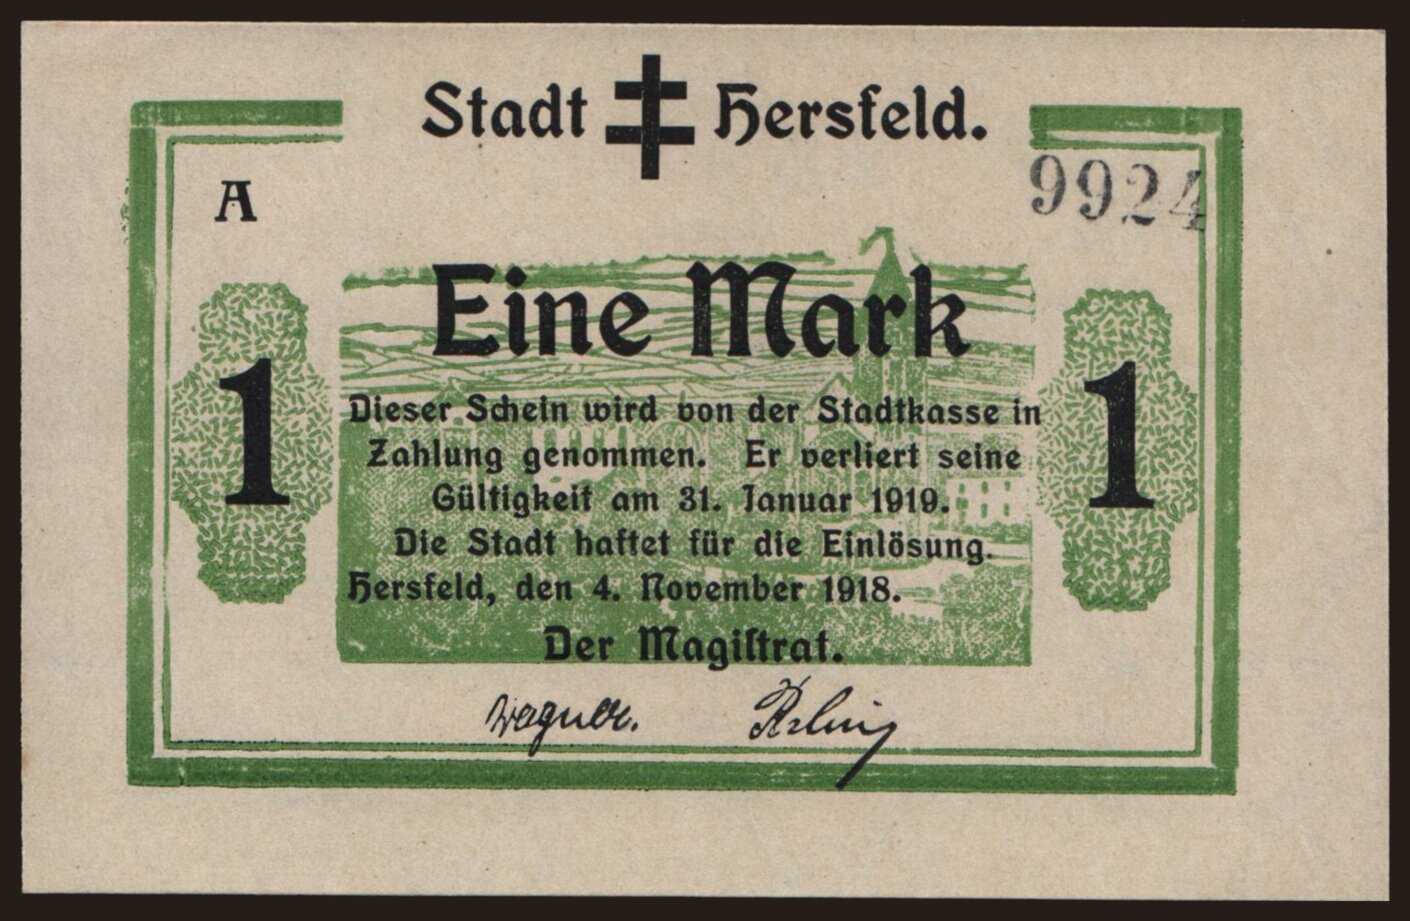 Stadt Hersfeld.
A
9924
Eine Mark
1
1
Dieser Schein wird von der Stadtkasse in
Zahlung genommen. Er verliert seine
Gültigkeit am 31. Januar 1919.
Die Stadt haftet für die Einlösung.
Hersfeld, den 4. November 1918.
Der Magiſtrat.
Wagner.